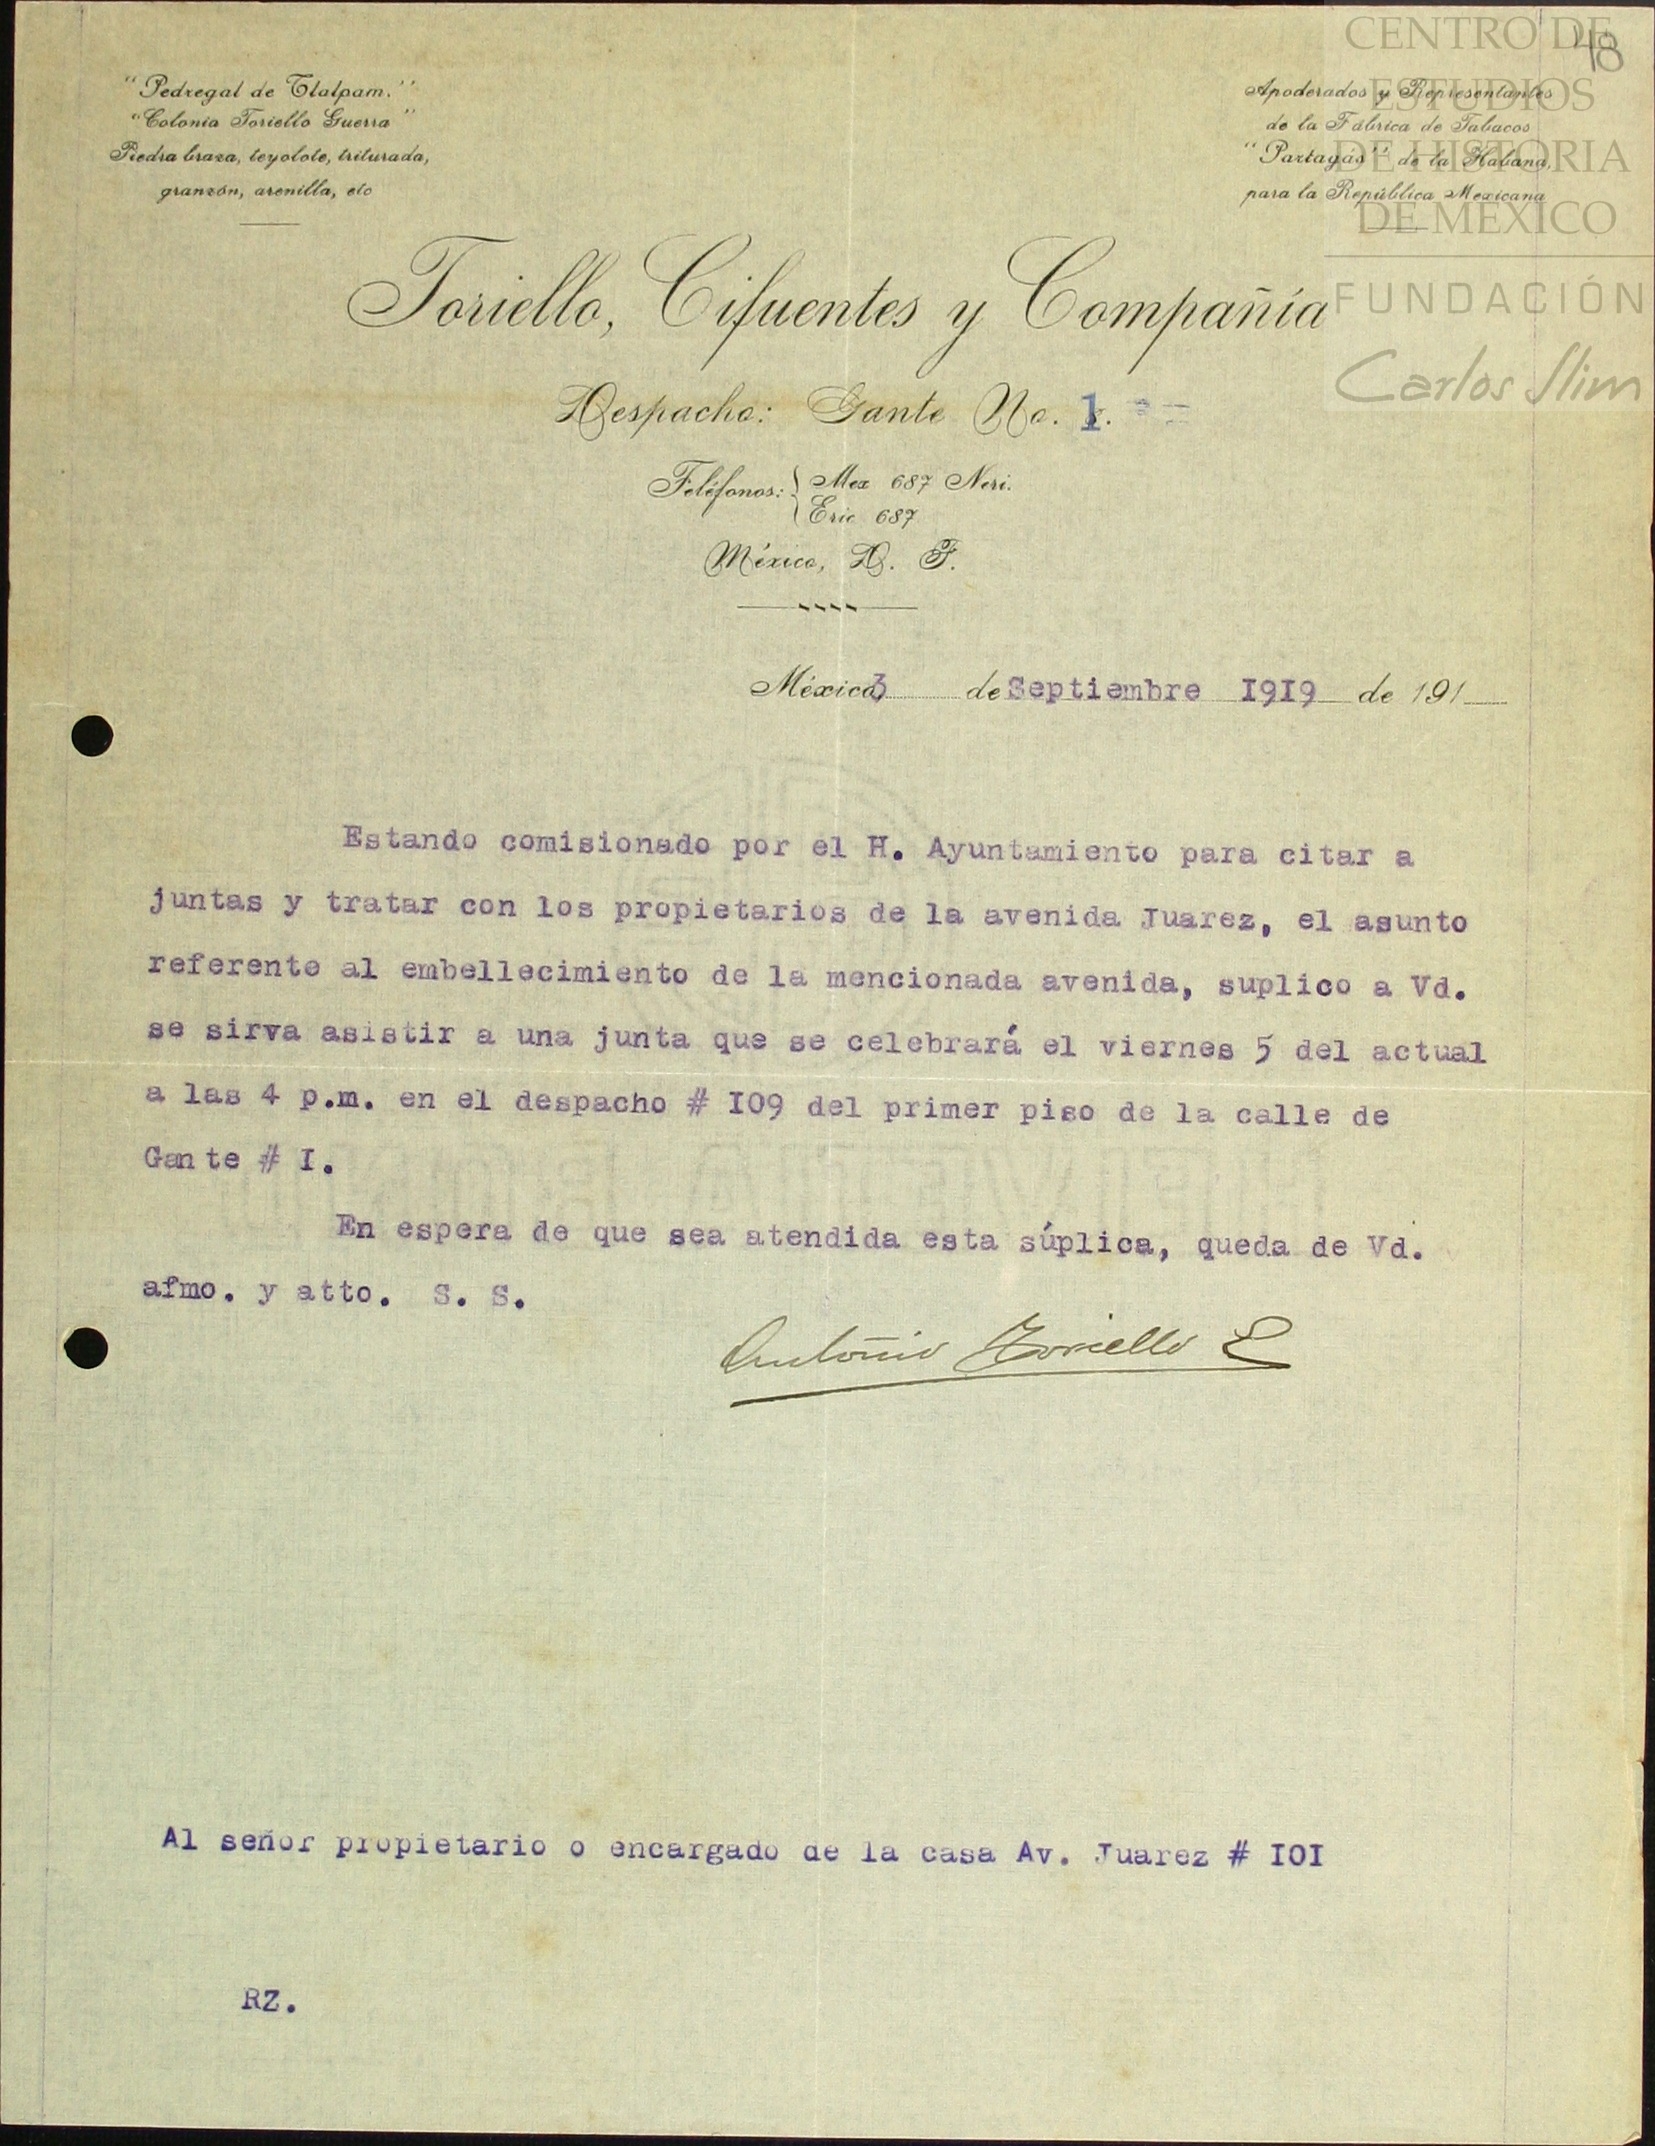 48
"Pedregal de Tlalpam."
"Colonia Toriello Guerra"
Piedra braza, teyolote, triturada,
granzón, arenilla, etc
Apoderados y Representantes
de la Fábrica de Tabacos
"Partagás" de la Habana,
para la República Mexicana
CENTRO DE
ESTUDIOS
DE HISTORIA
DE MÉXICO
FUNDACIÓN
Carlos Slim
Toriello, Cifuentes y Compañía
Despacho: Gante No. 1.
Teléfonos: Mex 687 Neri.
Eric 687
México, D. F.
México, 3 de Septiembre 1919 de 191
Estando comisionado por el H. Ayuntamiento para citar a
juntas y tratar con los propietarios de la avenida Juarez, el asunto
referente al embellecimiento de la mencionada avenida, suplico a Vd.
se sirva asistir a una junta que se celebrará el viernes 5 del actual
a las 4 p.m. en el despacho # I09 del primer piso de la calle de
Gante # I.
En espera de que sea atendida esta súplica, queda de Vd.
afmo. y atto. S. S.
Antonio Toriello E
Al señor propietario o encargado de la casa Av. Juarez # I0I
RZ.